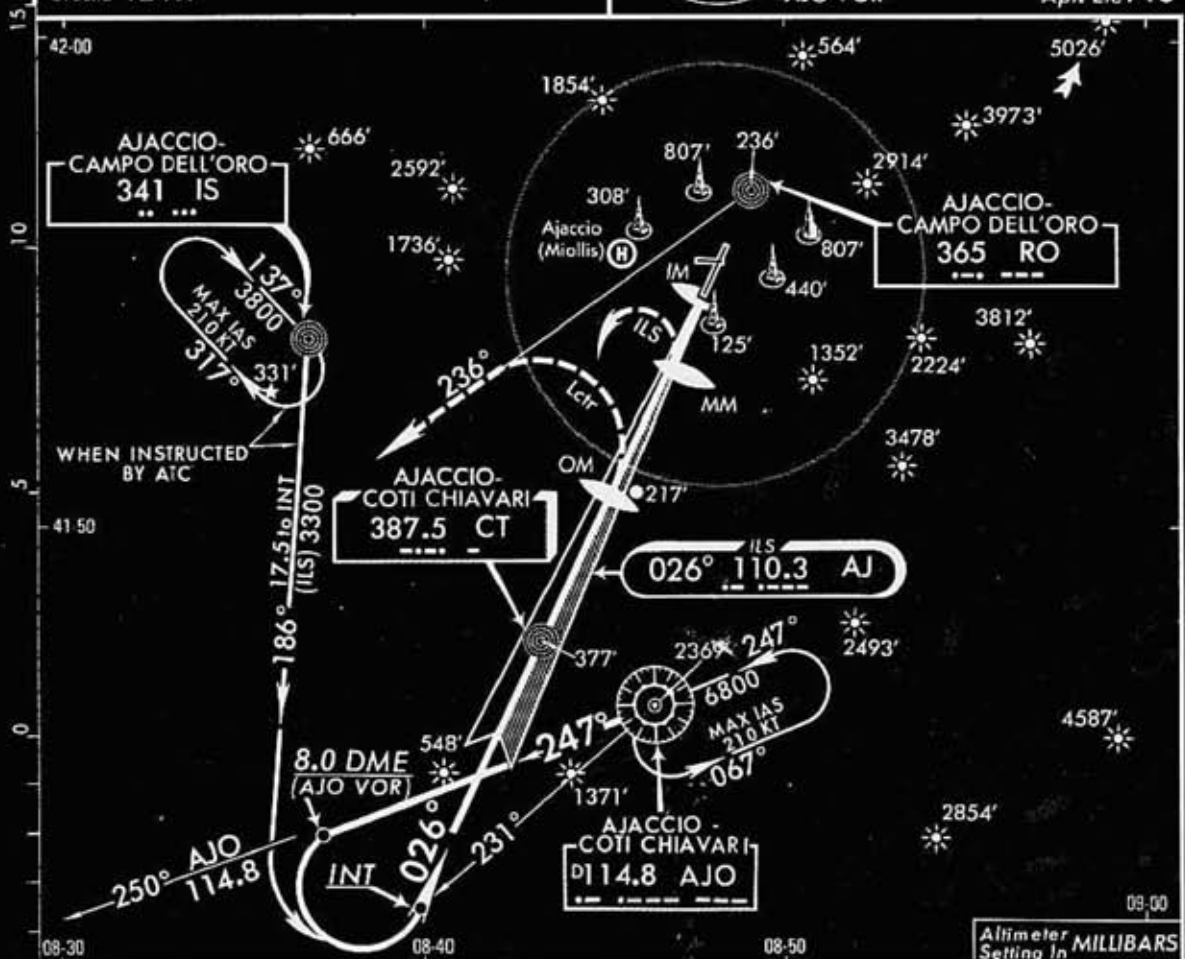 AJO VOR
15
42-00
564'
5026'
1854'
3973'
AJACCIO-
CAMPO DELL'ORO
341 IS
666'
2592'
807'
236'
2914'
308'
AJACCIO-
CAMPO DELL'ORO
365 RO
10
1736'
Ajaccio
(Miollis)
H
807'
IM
440'
137°
3800
MAX IAS
210 KT
317°
331'
ILS
125'
3812'
2224'
1352'
236°
Lctr
MM
WHEN INSTRUCTED
BY ATC
3478'
OM
217'
5
AJACCIO-
COTI CHIAVARI
387.5 CT
41-50
ILS
026° 110.3 AJ
186° 17.5 to INT
(ILS) 3300
2493'
377'
247°
6800
MAX IAS
210 KT
067°
4587'
0
548'
247°
8.0 DME
(AJO VOR)
1371'
2854'
026°
231°
AJACCIO -
COTI CHIAVARI
D114.8 AJO
250° AJO
114.8
INT
09-00
08-30
08-40
08-50
Altimeter
Setting In MILLIBARS